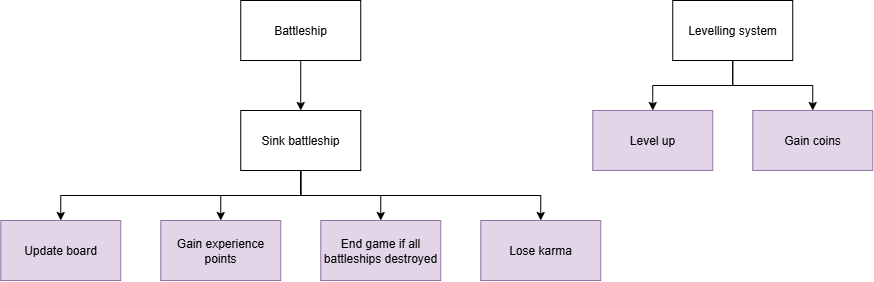 Battleship
Levelling system
Sink battleship
Level up
Gain coins
Update board
Gain experience
points
End game if all
battleships destroyed
Lose karma